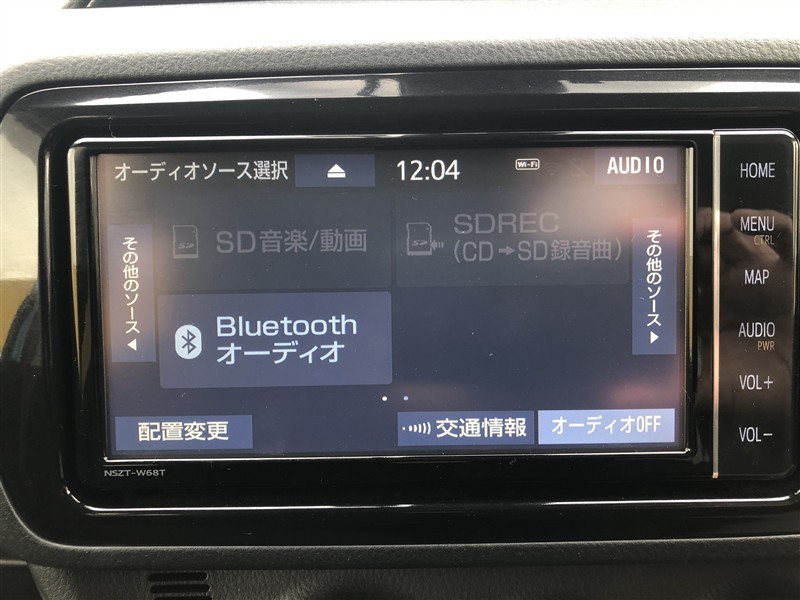 オーディオソース選択
12:04
Wi-Fi
AUDIO
その他のソース◀
SD
SD音楽/動画
SD
SDREC
(CD➡SD録音曲)
その他のソース▶
Bluetooth
オーディオ
配置変更
交通情報
オーディオOFF
NSZT-W68T
HOME
MENU
CTRL
MAP
AUDIO
PWR
VOL+
VOL-